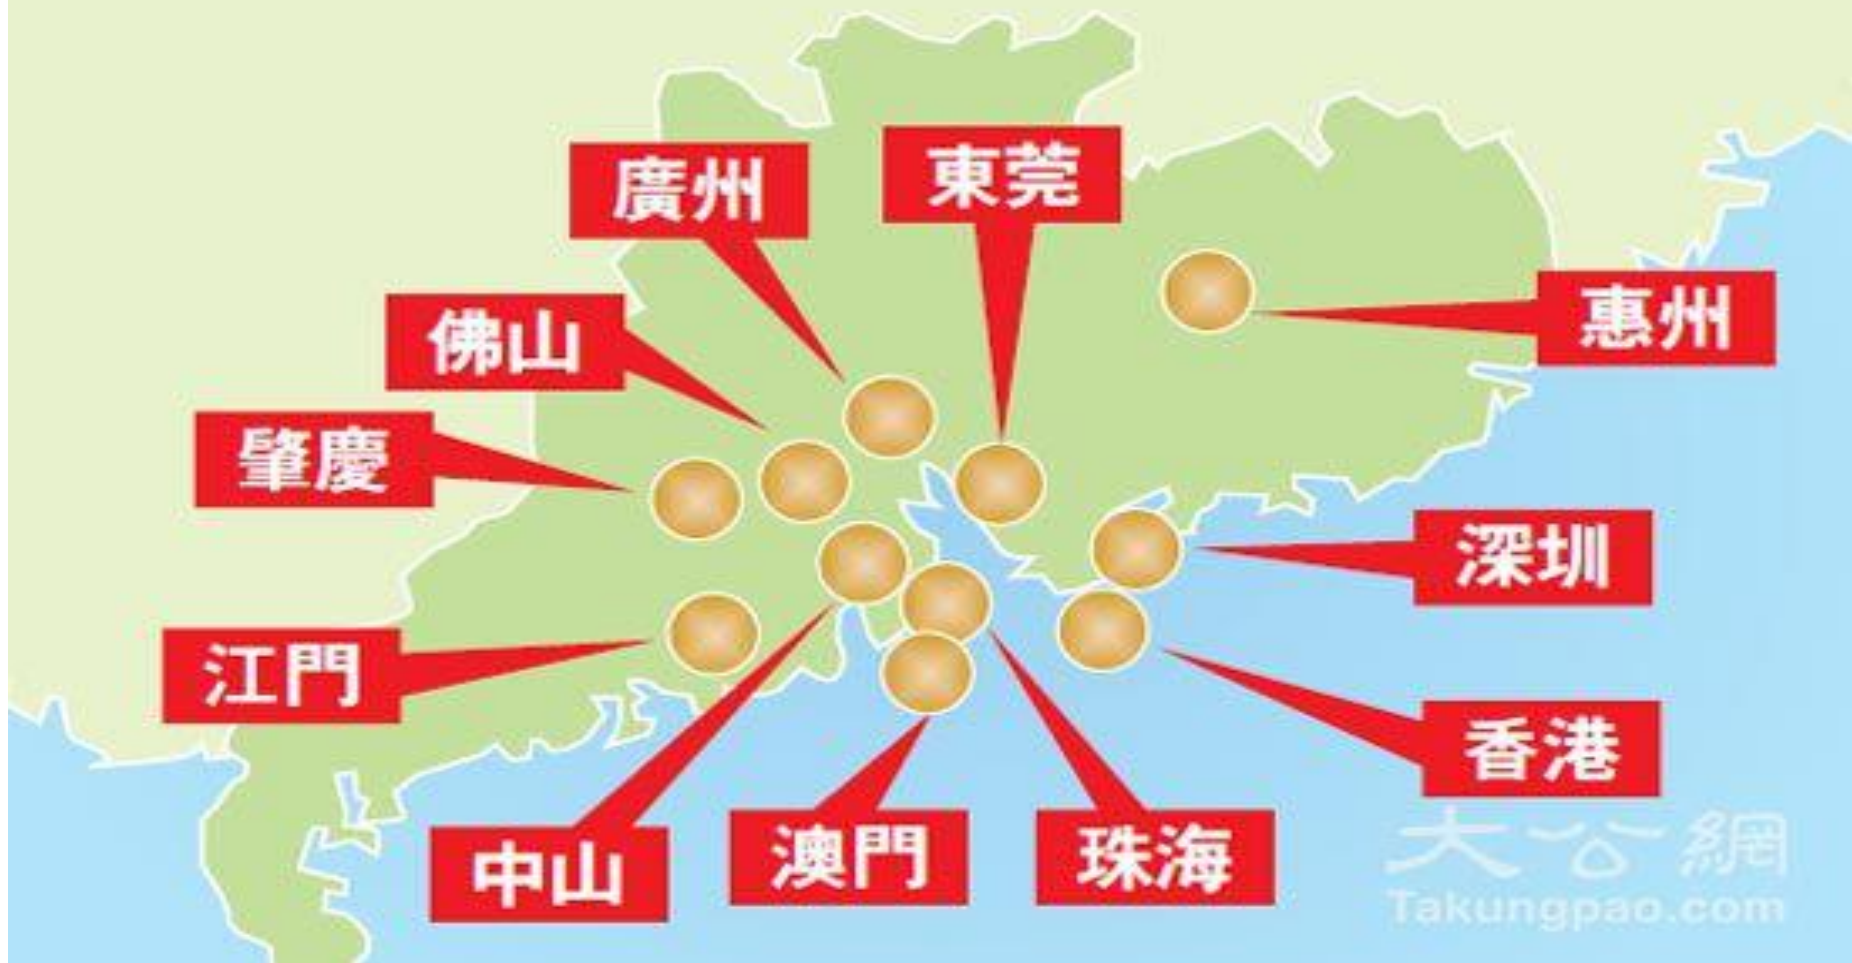 廣州
東莞
惠州
佛山
肇慶
深圳
江門
香港
中山
澳門
珠海
大公網
Takungpao.com